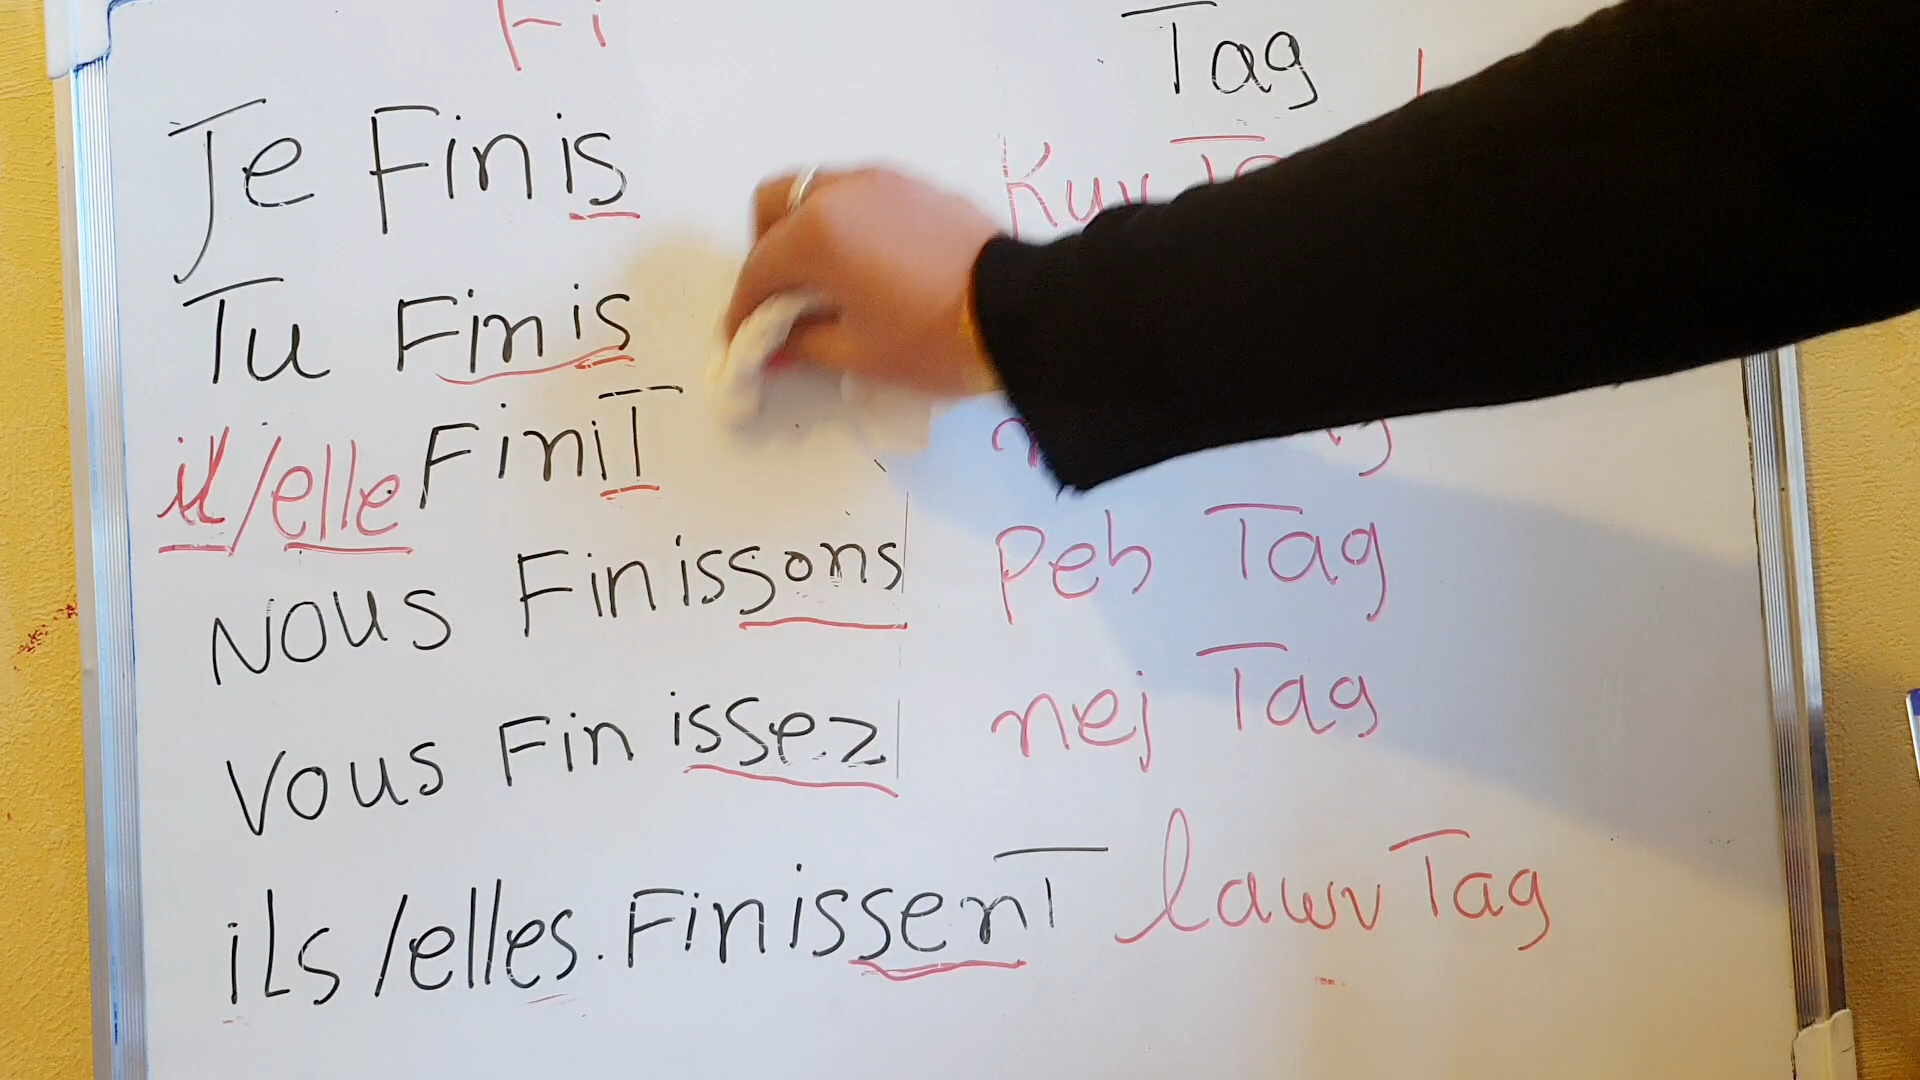 Fi
Tag
Je Finis
Kuv
Tu Finis
il/elle FiniT
Nous Finissons
peb Tag
Vous Finissez
nej Tag
iLs/elles. FinissenT
lawv Tag